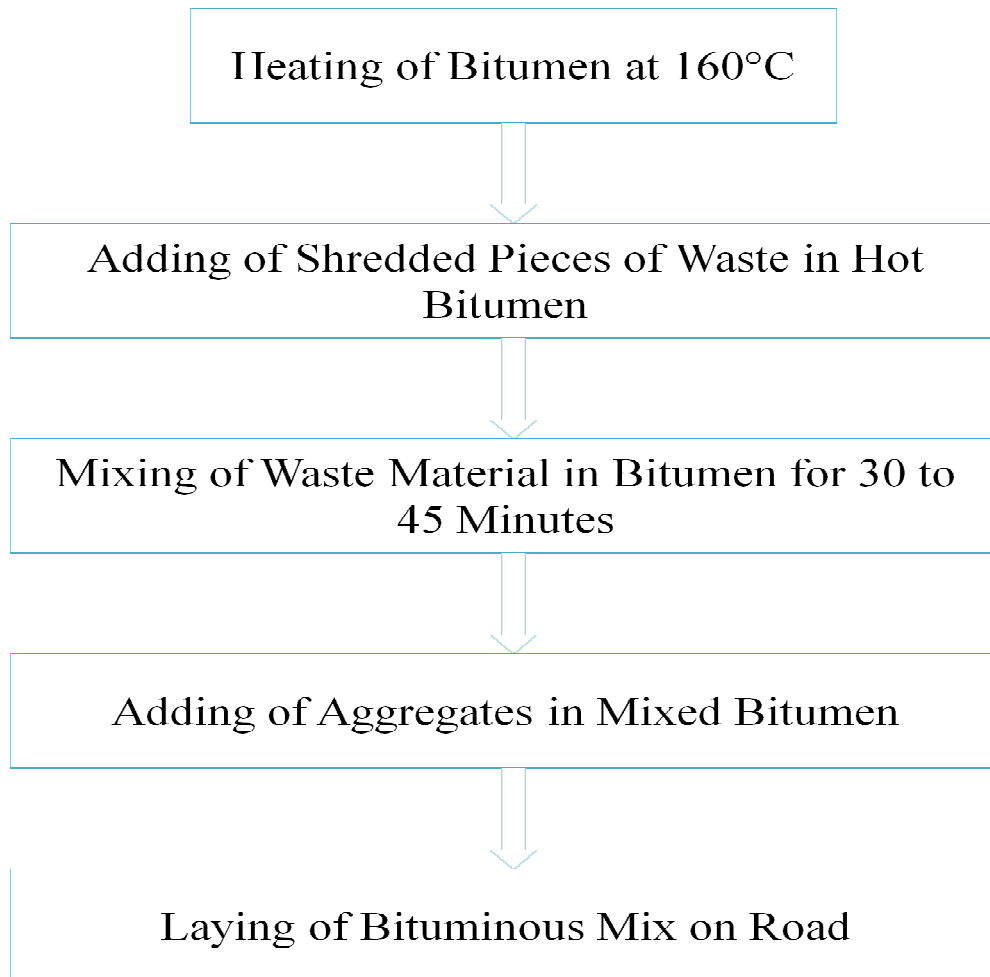 Heating of Bitumen at 160°C
Adding of Shredded Pieces of Waste in Hot
Bitumen
Mixing of Waste Material in Bitumen for 30 to
45 Minutes
Adding of Aggregates in Mixed Bitumen
Laying of Bituminous Mix on Road